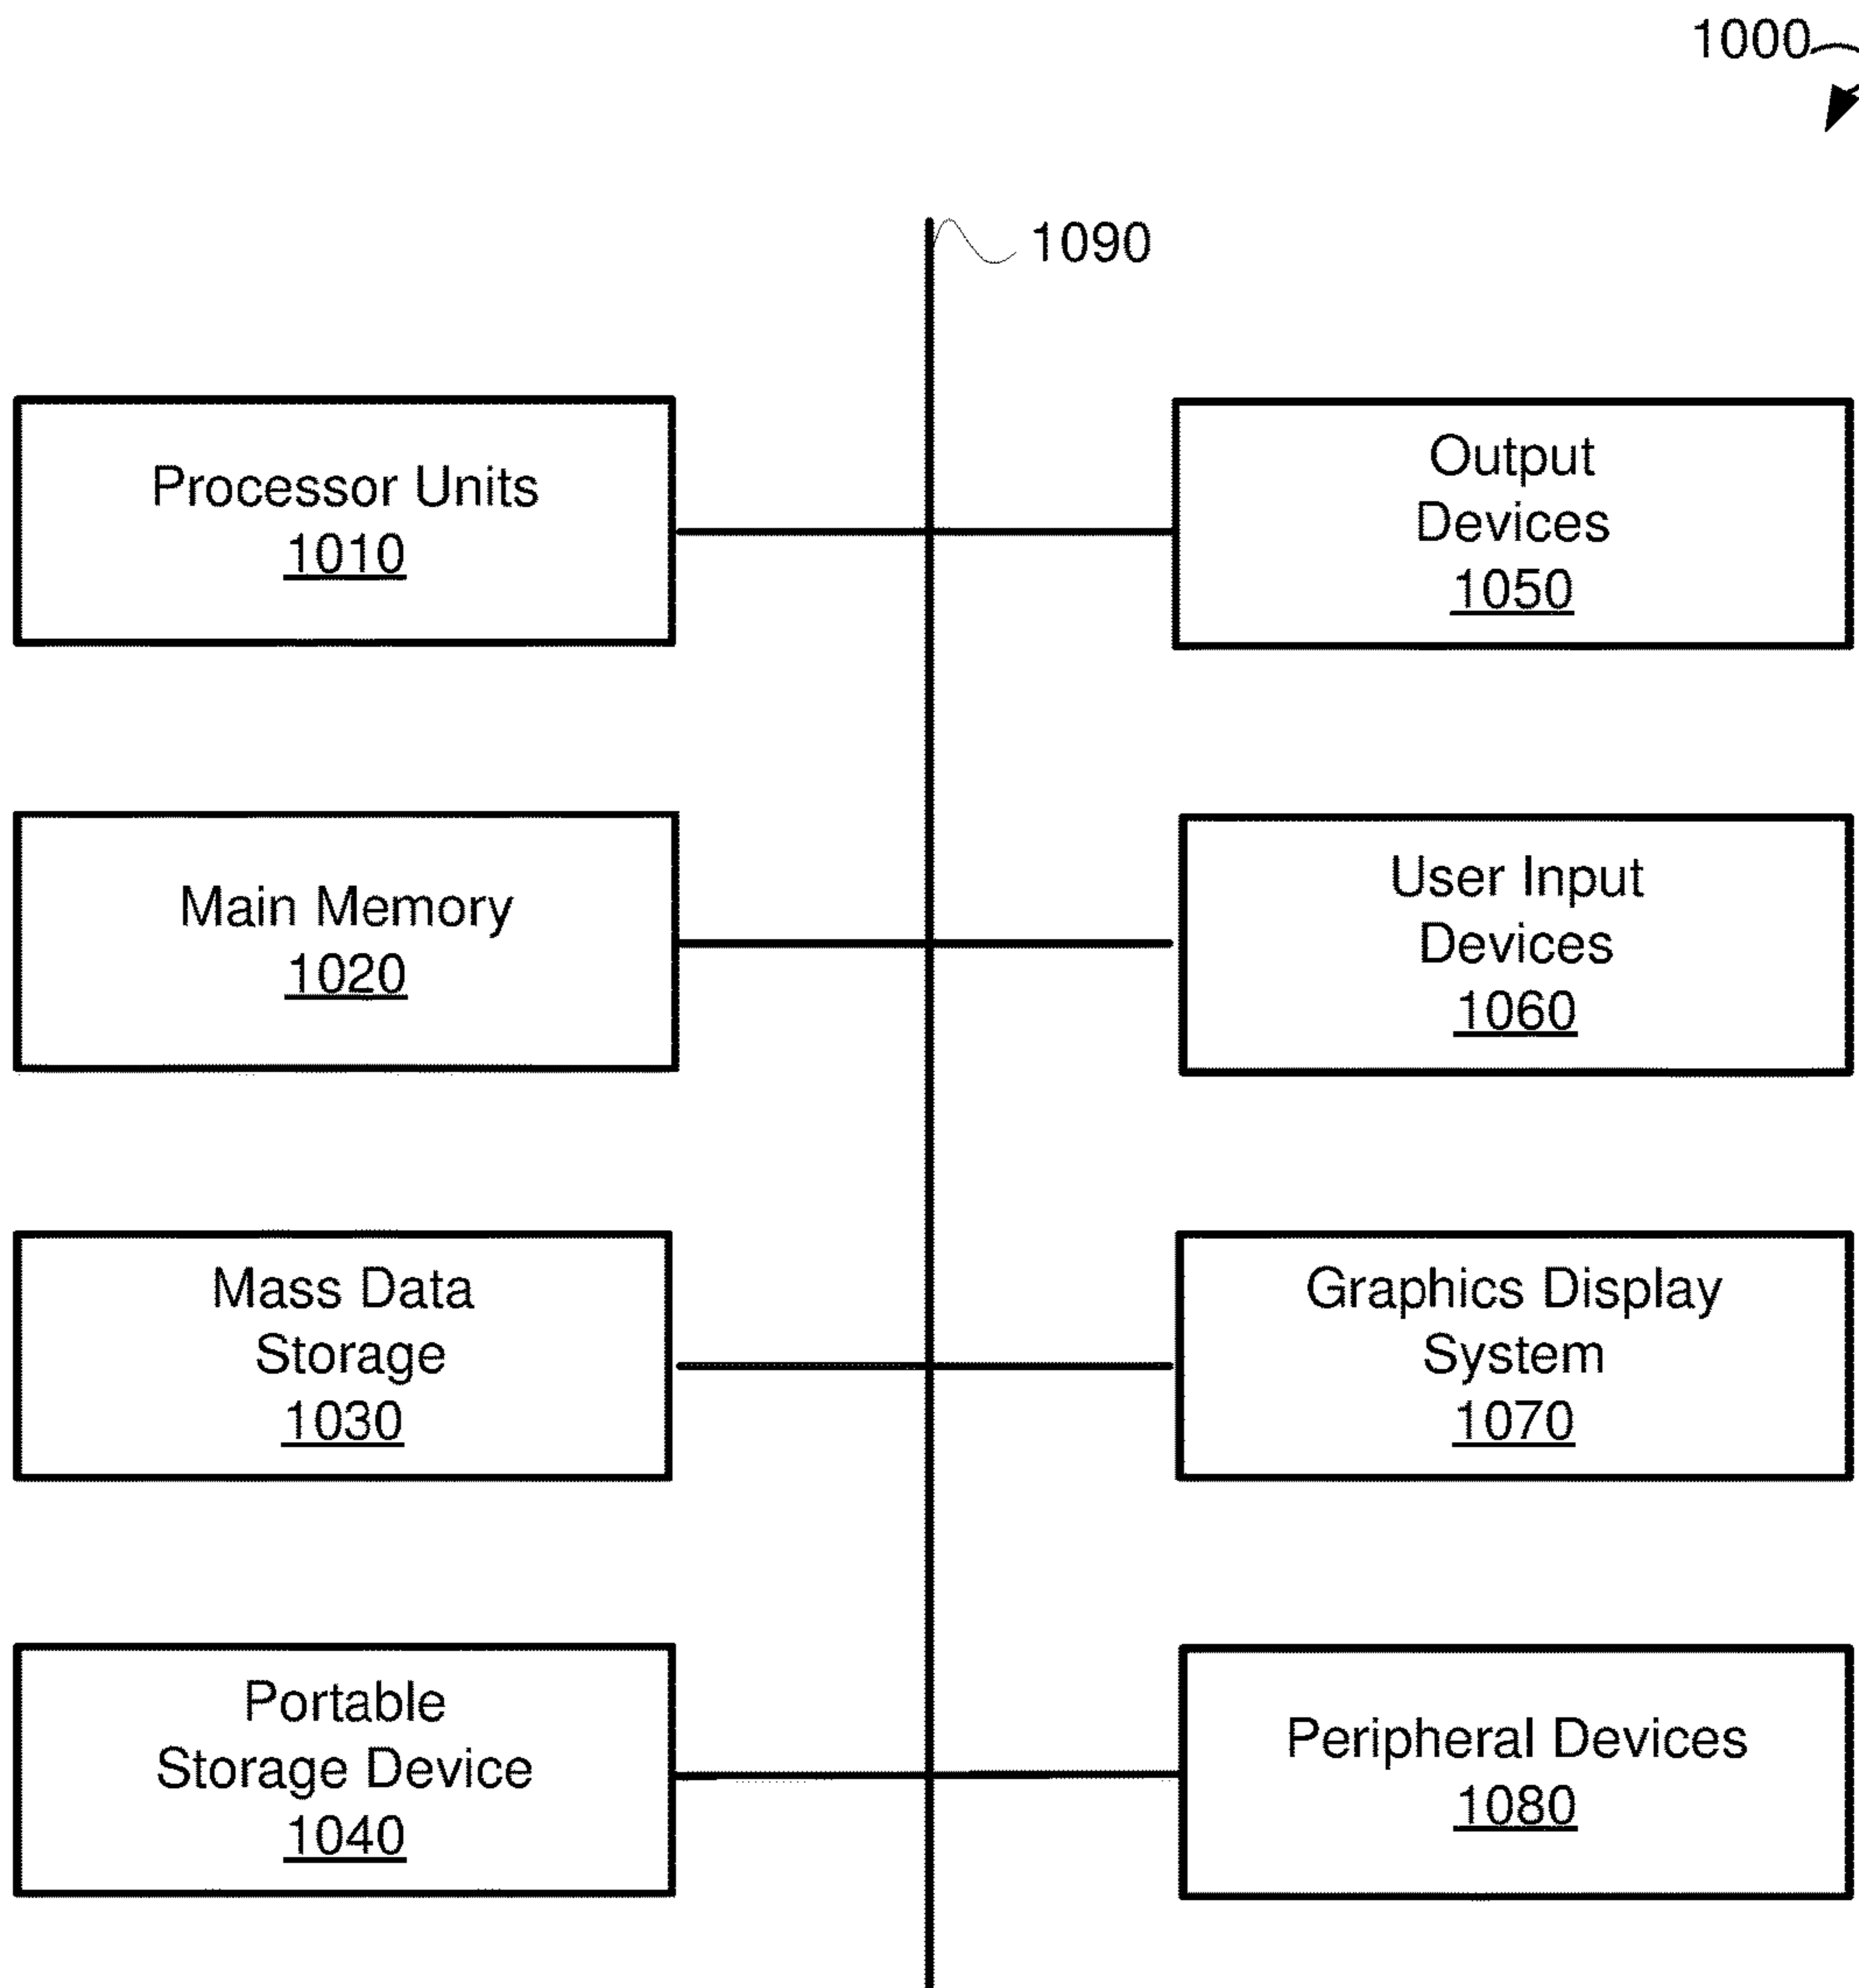 1000
1090
Processor Units
1010
Output
Devices
1050
Main Memory
1020
User Input
Devices
1060
Mass Data
Storage
1030
Graphics Display
System
1070
Portable
Storage Device
1040
Peripheral Devices
1080